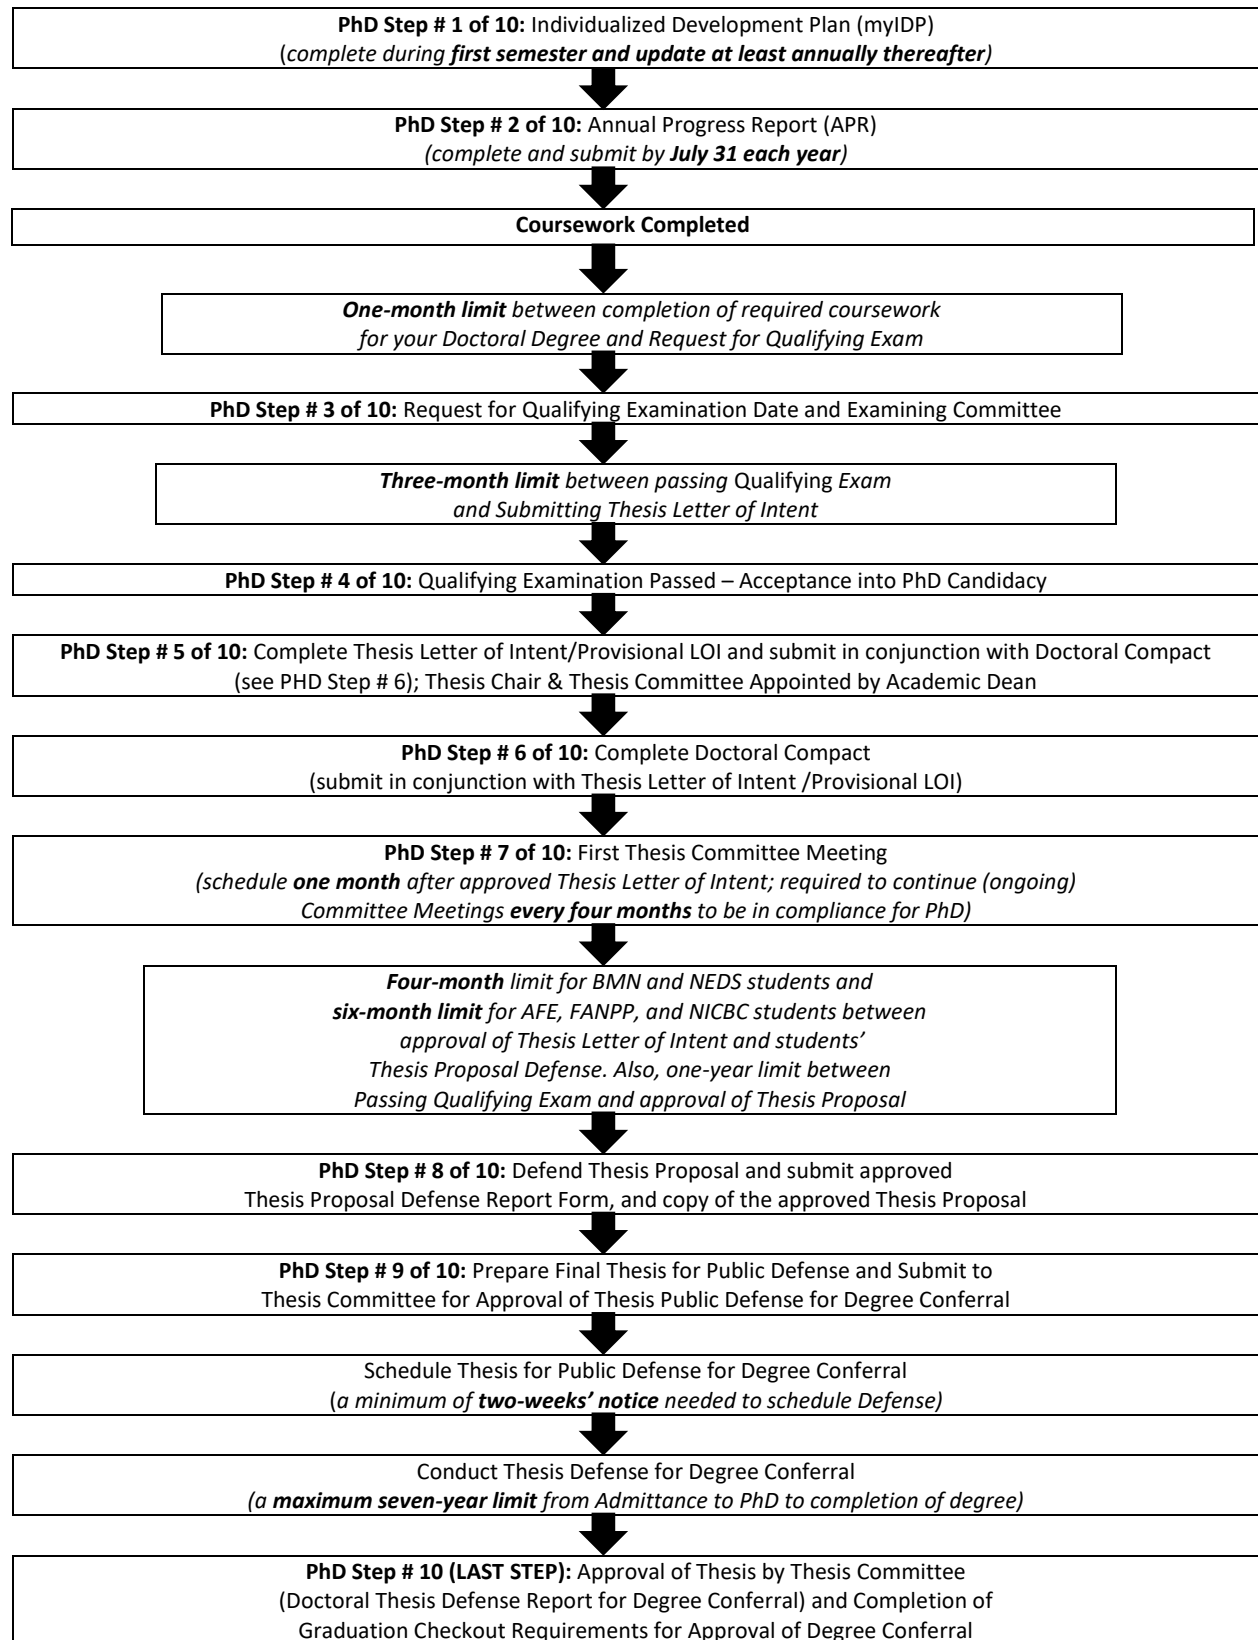 PhD Step # 1 of 10: Individualized Development Plan (myIDP)
(complete during first semester and update at least annually thereafter)
PhD Step # 2 of 10: Annual Progress Report (APR)
(complete and submit by July 31 each year)
Coursework Completed
One-month limit between completion of required coursework
for your Doctoral Degree and Request for Qualifying Exam
PhD Step # 3 of 10: Request for Qualifying Examination Date and Examining Committee
Three-month limit between passing Qualifying Exam
and Submitting Thesis Letter of Intent
PhD Step # 4 of 10: Qualifying Examination Passed – Acceptance into PhD Candidacy
PhD Step # 5 of 10: Complete Thesis Letter of Intent/Provisional LOI and submit in conjunction with Doctoral Compact
(see PHD Step # 6); Thesis Chair & Thesis Committee Appointed by Academic Dean
PhD Step # 6 of 10: Complete Doctoral Compact
(submit in conjunction with Thesis Letter of Intent /Provisional LOI)
PhD Step # 7 of 10: First Thesis Committee Meeting
(schedule one month after approved Thesis Letter of Intent; required to continue (ongoing)
Committee Meetings every four months to be in compliance for PhD)
Four-month limit for BMN and NEDS students and
six-month limit for AFE, FANPP, and NICBC students between
approval of Thesis Letter of Intent and students’
Thesis Proposal Defense. Also, one-year limit between
Passing Qualifying Exam and approval of Thesis Proposal
PhD Step # 8 of 10: Defend Thesis Proposal and submit approved
Thesis Proposal Defense Report Form, and copy of the approved Thesis Proposal
PhD Step # 9 of 10: Prepare Final Thesis for Public Defense and Submit to
Thesis Committee for Approval of Thesis Public Defense for Degree Conferral
Schedule Thesis for Public Defense for Degree Conferral
(a minimum of two-weeks’ notice needed to schedule Defense)
Conduct Thesis Defense for Degree Conferral
(a maximum seven-year limit from Admittance to PhD to completion of degree)
PhD Step # 10 (LAST STEP): Approval of Thesis by Thesis Committee
(Doctoral Thesis Defense Report for Degree Conferral) and Completion of
Graduation Checkout Requirements for Approval of Degree Conferral